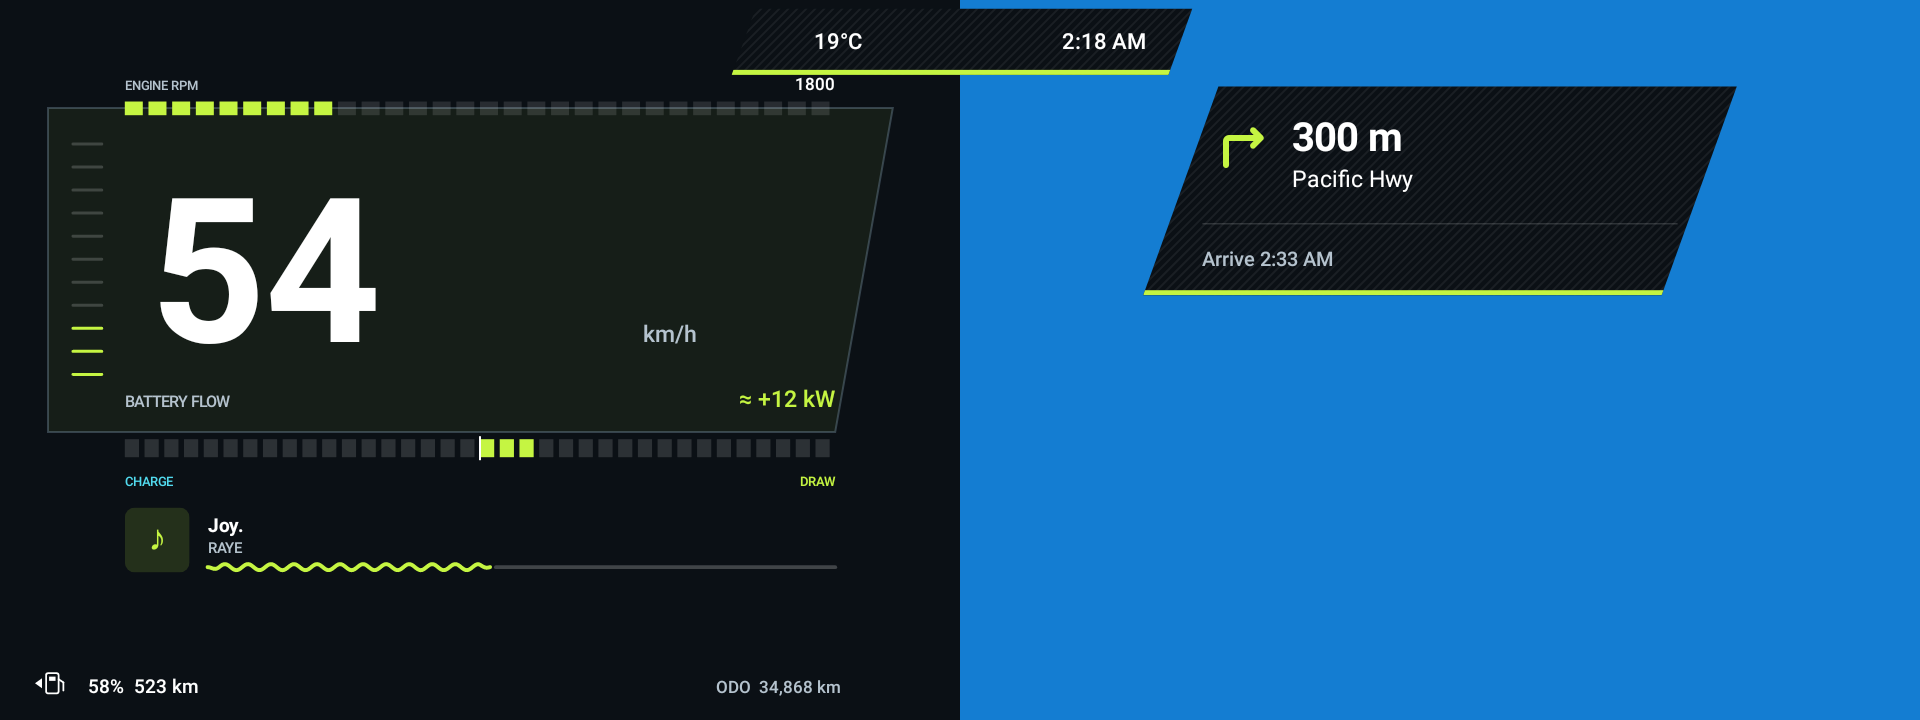 19°C
2:18 AM
ENGINE RPM
1800
54
km/h
BATTERY FLOW
≈ +12 kW
CHARGE
DRAW
Joy.
RAYE
58% 523 km
ODO 34,868 km
300 m
Pacific Hwy
Arrive 2:33 AM